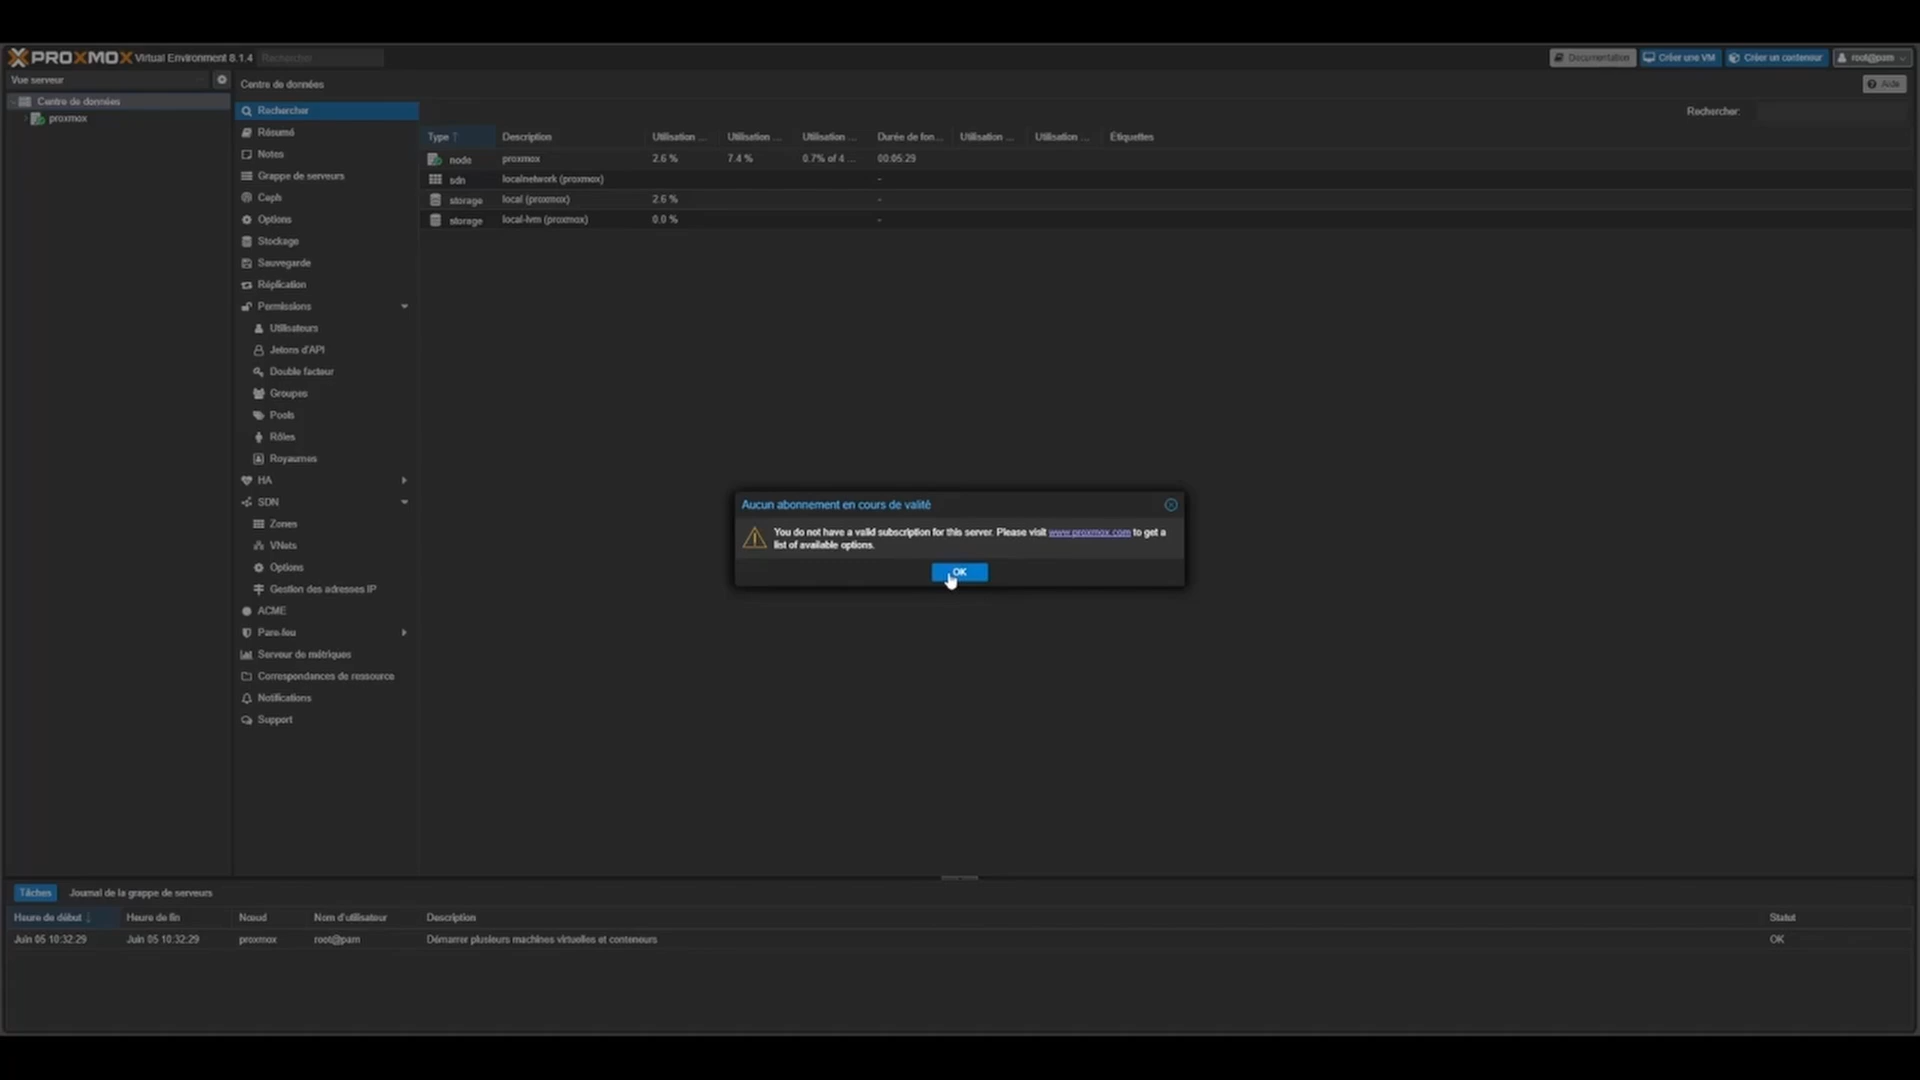 PROXMOX Virtual Environment 8.1.4 Rechercher
Documentation Créer une VM Créer un conteneur root@pam
Vue serveur
Centre de données
Aide
Centre de données
proxmox
Rechercher
Résumé
Notes
Grappe de serveurs
Ceph
Options
Stockage
Sauvegarde
Réplication
Permissions
Utilisateurs
Jetons d'API
Double facteur
Groupes
Pools
Rôles
Royaumes
HA
SDN
Zones
VNets
Options
Gestion des adresses IP
ACME
Pare-feu
Serveur de métriques
Correspondances de ressource
Notifications
Support
Rechercher:
Type Description Utilisation ... Utilisation ... Utilisation ... Durée de fon... Utilisation ... Utilisation ... Étiquettes
node proxmox 2.6 % 7.4 % 0.7% of 4 ... 00:05:29
sdn localnetwork (proxmox) -
storage local (proxmox) 2.6 % -
storage local-lvm (proxmox) 0.0 % -
Aucun abonnement en cours de valité
You do not have a valid subscription for this server. Please visit www.proxmox.com to get a
list of available options.
OK
Tâches Journal de la grappe de serveurs
Heure de début Heure de fin Nœud Nom d'utilisateur Description Statut
Juin 05 10:32:29 Juin 05 10:32:29 proxmox root@pam Démarrer plusieurs machines virtuelles et conteneurs OK